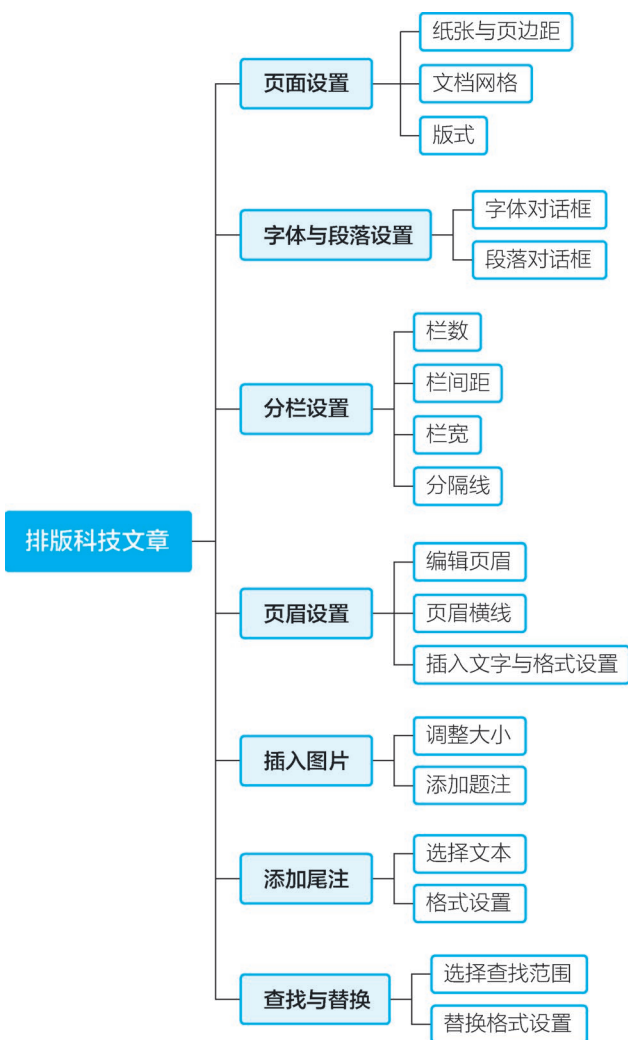 排版科技文章
页面设置
纸张与页边距
文档网格
版式
字体与段落设置
字体对话框
段落对话框
分栏设置
栏数
栏间距
栏宽
分隔线
页眉设置
编辑页眉
页眉横线
插入文字与格式设置
插入图片
调整大小
添加题注
添加尾注
选择文本
格式设置
查找与替换
选择查找范围
替换格式设置